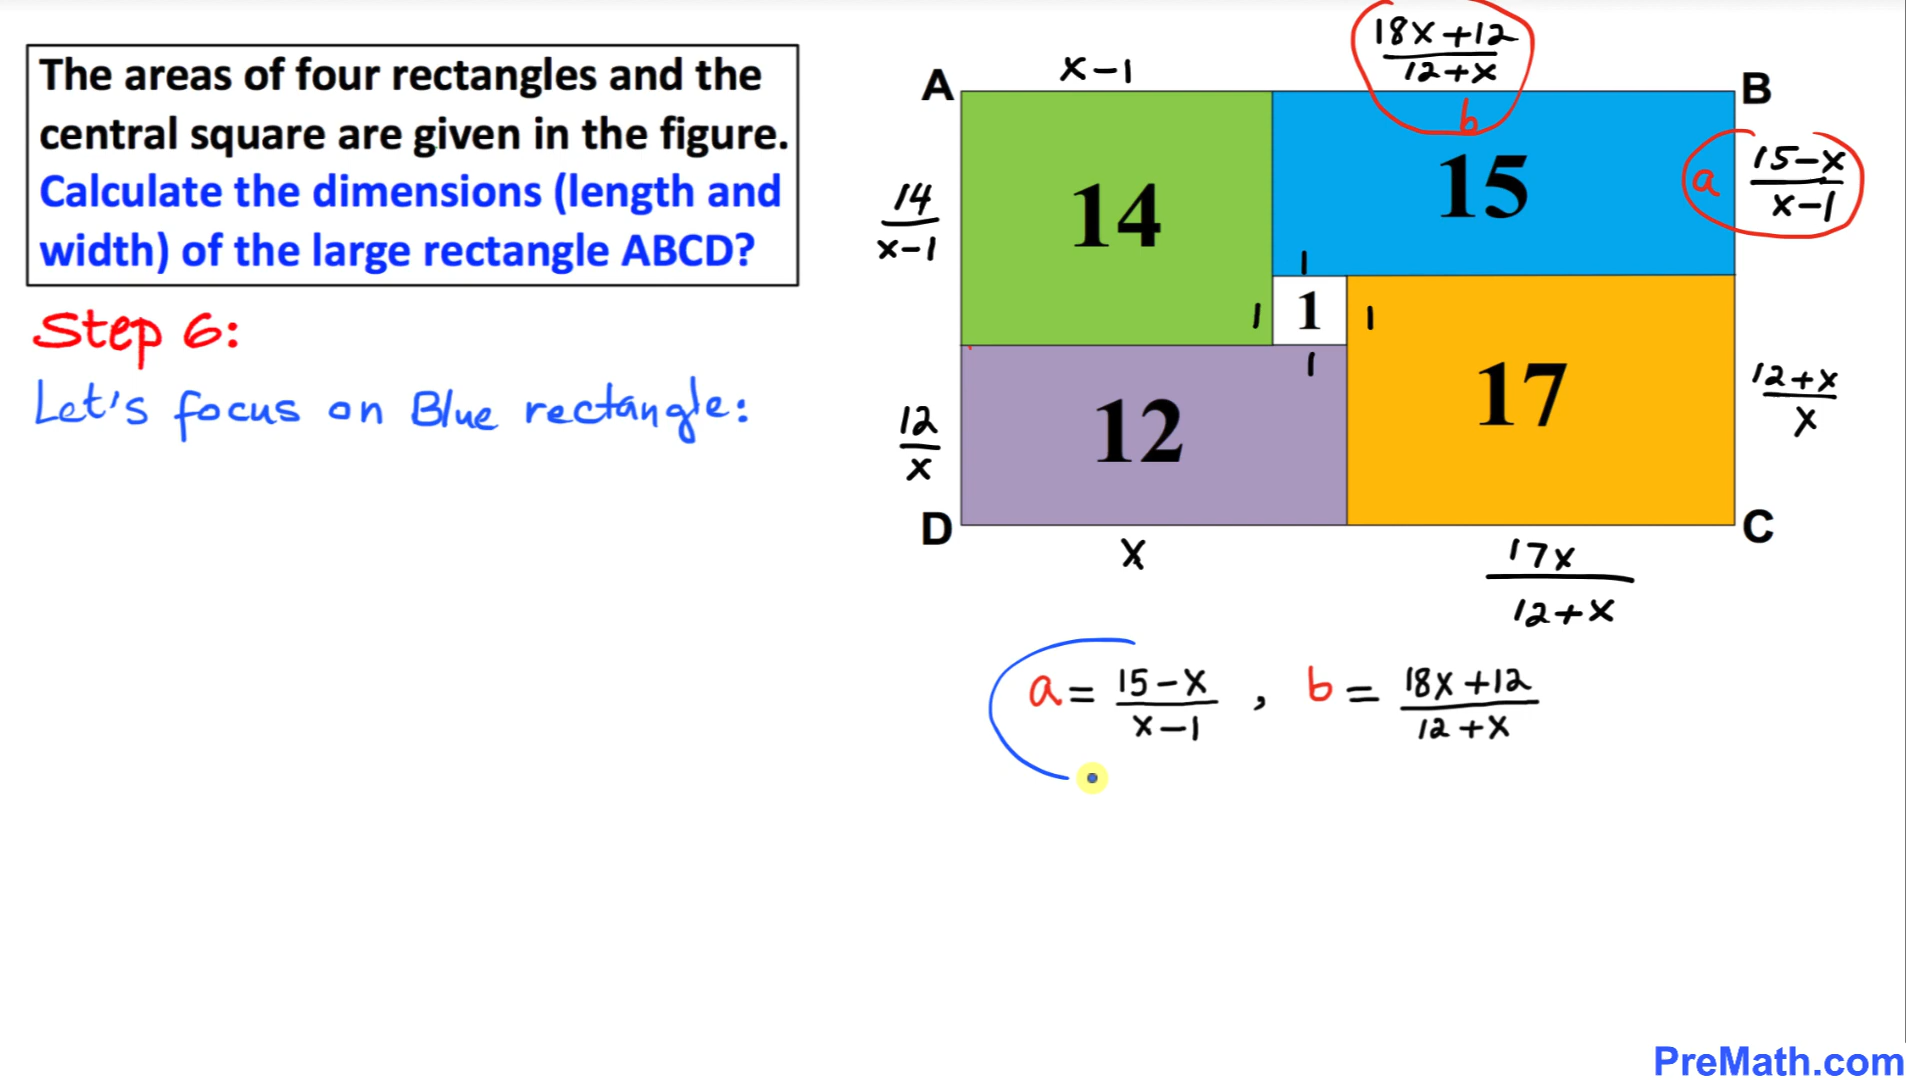 The areas of four rectangles and the
central square are given in the figure.
Calculate the dimensions (length and
width) of the large rectangle ABCD?
Step 6:
Let's focus on Blue rectangle:
A
x-1
18x+12
12+x
b
B
14
x-1
14
15
a
15-x
x-1
1
1
1
1
1
12
x
12
17
12+x
x
D
x
17x
12+x
C
a = 15-x / x-1 , b = 18x+12 / 12+x
PreMath.com